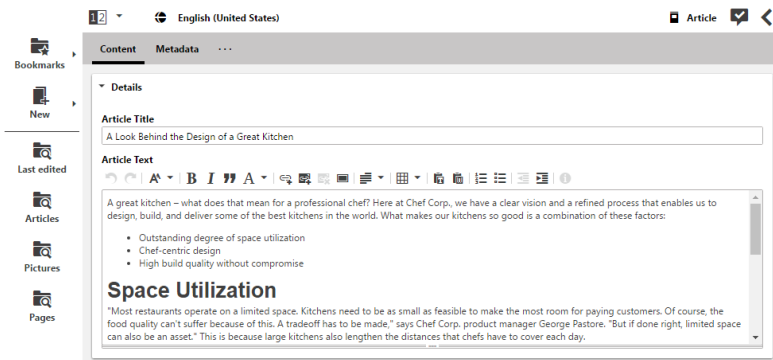 12
English (United States)
Article
Content
Metadata
...
Bookmarks
New
Last edited
Articles
Pictures
Pages
Details
Article Title
A Look Behind the Design of a Great Kitchen
Article Text
A great kitchen – what does that mean for a professional chef? Here at Chef Corp., we have a clear vision and a refined process that enables us to
design, build, and deliver some of the best kitchens in the world. What makes our kitchens so good is a combination of these factors:
• Outstanding degree of space utilization
• Chef-centric design
• High build quality without compromise
Space Utilization
"Most restaurants operate on a limited space. Kitchens need to be as small as feasible to make the most room for paying customers. Of course, the
food quality can't suffer because of this. A tradeoff has to be made," says Chef Corp. product manager George Pastore. "But if done right, limited space
can also be an asset." This is because large kitchens also lengthen the distances that chefs have to cover each day.